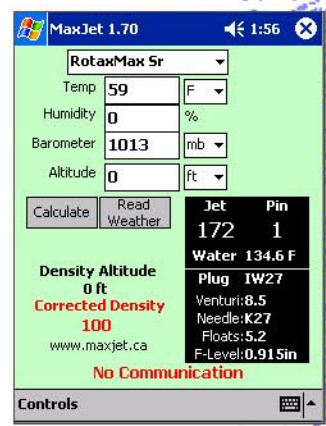 MaxJet 1.70 1:56
RotaxMax Sr
Temp 59 F
Humidity 0 %
Barometer 1013 mb
Altitude 0 ft
Calculate Read Weather
Jet Pin
172 1
Water 134.6 F
Plug IW27
Venturi:8.5
Needle:K27
Floats:5.2
F-Level:0.915in
Density Altitude
0 ft
Corrected Density
100
www.maxjet.ca
No Communication
Controls